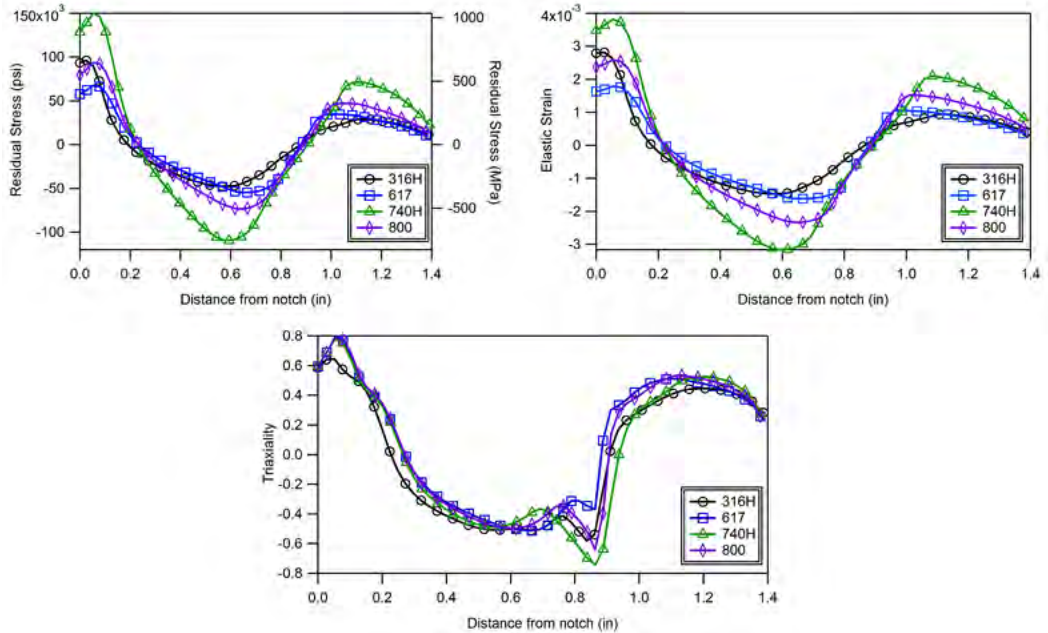 150x10³
100
50
0
-50
-100
Residual Stress (psi)
1000
500
0
-500
Residual Stress (MPa)
316H
617
740H
800
0.0 0.2 0.4 0.6 0.8 1.0 1.2 1.4
Distance from notch (in)
4x10⁻³
3
2
1
0
-1
-2
-3
Elastic Strain
316H
617
740H
800
0.0 0.2 0.4 0.6 0.8 1.0 1.2 1.4
Distance from notch (in)
0.8
0.6
0.4
0.2
0.0
-0.2
-0.4
-0.6
-0.8
Triaxiality
316H
617
740H
800
0.0 0.2 0.4 0.6 0.8 1.0 1.2 1.4
Distance from notch (in)